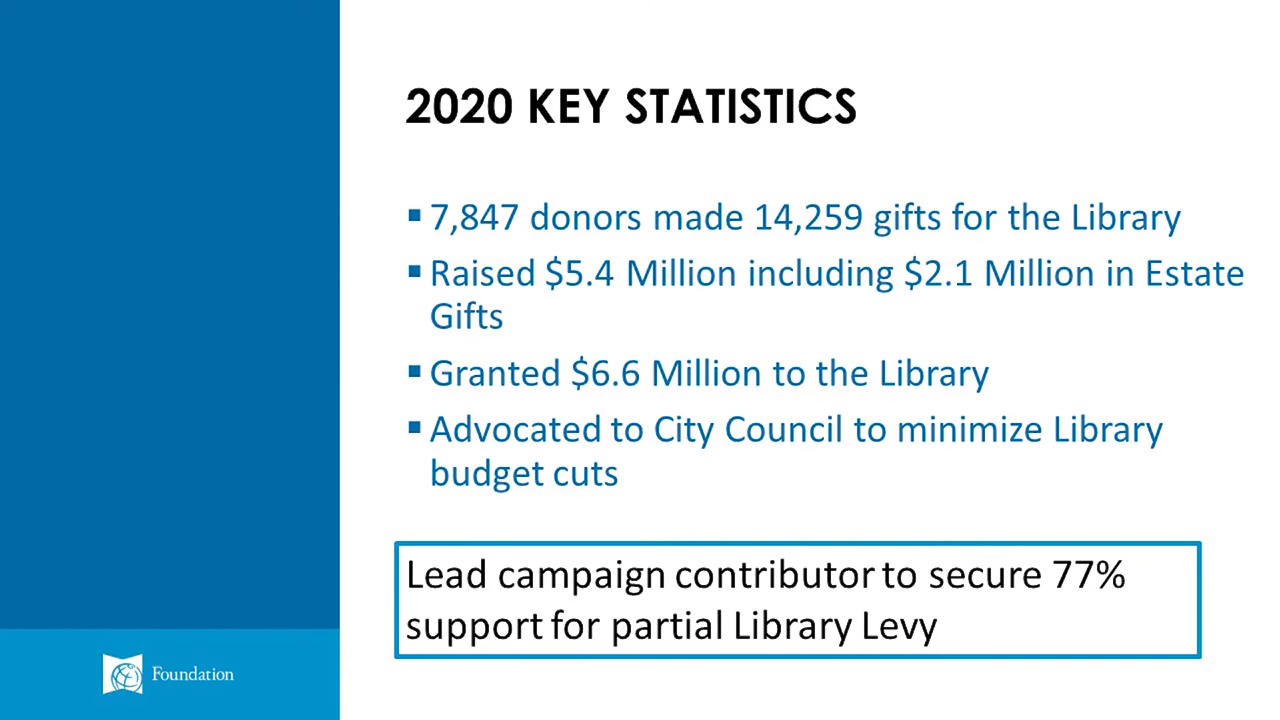 2020 KEY STATISTICS
▪ 7,847 donors made 14,259 gifts for the Library
▪ Raised $5.4 Million including $2.1 Million in Estate
Gifts
▪ Granted $6.6 Million to the Library
▪ Advocated to City Council to minimize Library
budget cuts
Lead campaign contributor to secure 77%
support for partial Library Levy
Foundation